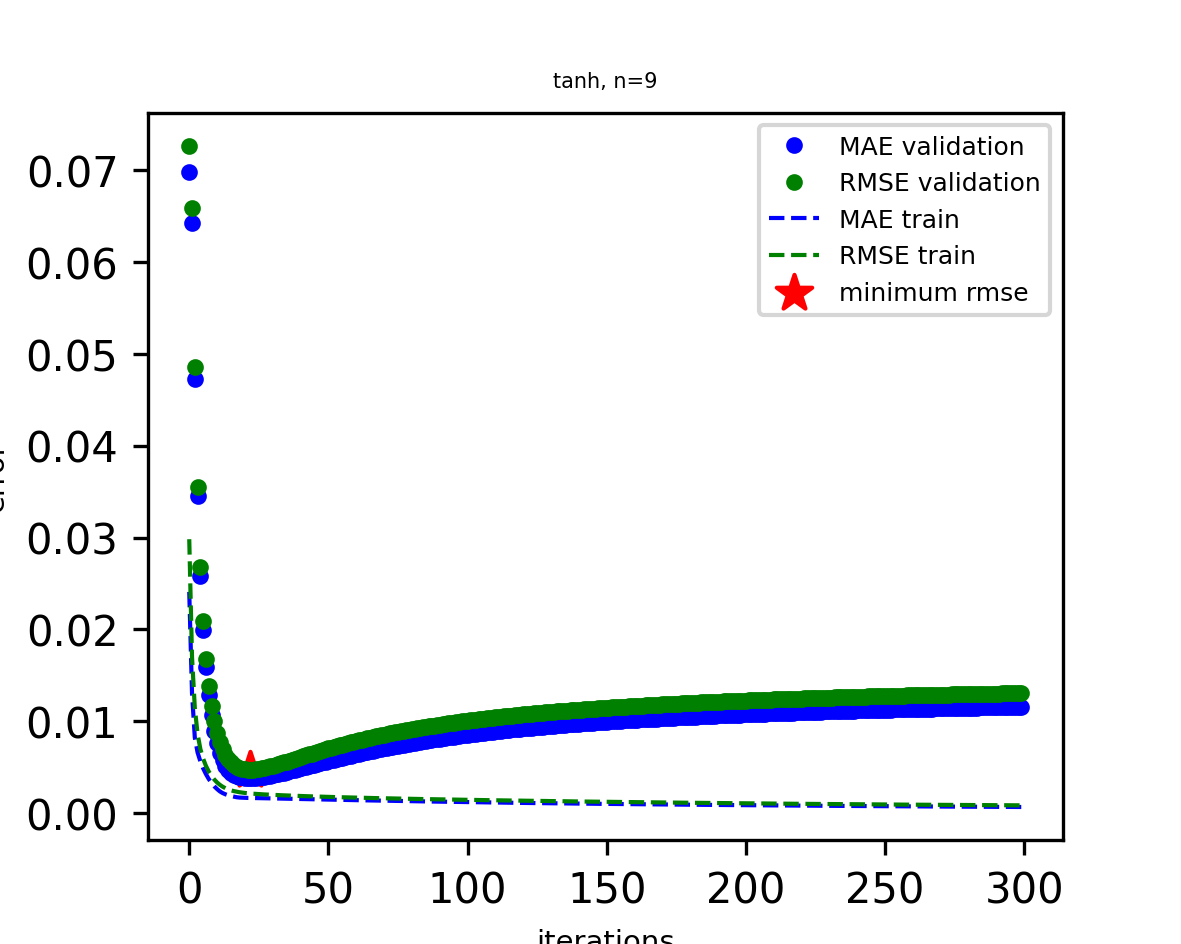 tanh, n=9
MAE validation
RMSE validation
MAE train
RMSE train
minimum rmse
0.07
0.06
0.05
0.04
0.03
0.02
0.01
0.00
0 50 100 150 200 250 300
iterations